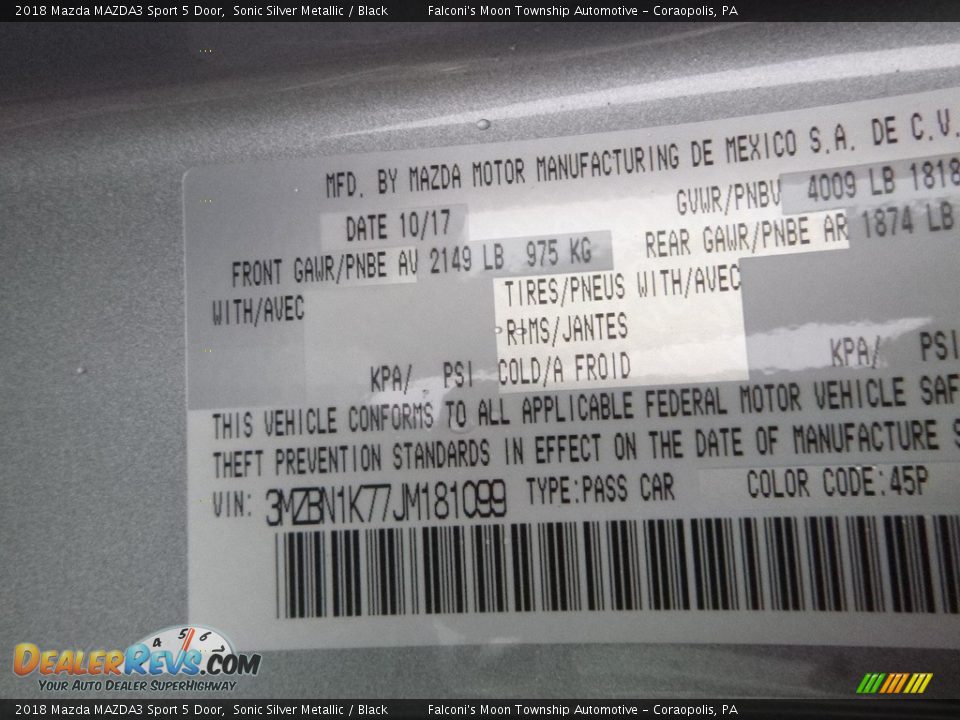 2018 Mazda MAZDA3 Sport 5 Door, Sonic Silver Metallic / Black Falconi's Moon Township Automotive - Coraopolis, PA
MFD. BY MAZDA MOTOR MANUFACTURING DE MEXICO S.A. DE C.V.
DATE 10/17 GVWR/PNBV 4009 LB 1818
FRONT GAWR/PNBE AV 2149 LB 975 KG REAR GAWR/PNBE AR 1874 LB
WITH/AVEC TIRES/PNEUS WITH/AVEC
RIMS/JANTES
KPA/ PSI COLD/A FROID KPA/ PSI
THIS VEHICLE CONFORMS TO ALL APPLICABLE FEDERAL MOTOR VEHICLE SAF
THEFT PREVENTION STANDARDS IN EFFECT ON THE DATE OF MANUFACTURE S
VIN: 3MZBN1K77JM181099 TYPE:PASS CAR COLOR CODE:45P
4 5 6
DEALERREVS.COM
YOUR AUTO DEALER SUPERHIGHWAY
2018 Mazda MAZDA3 Sport 5 Door, Sonic Silver Metallic / Black Falconi's Moon Township Automotive - Coraopolis, PA